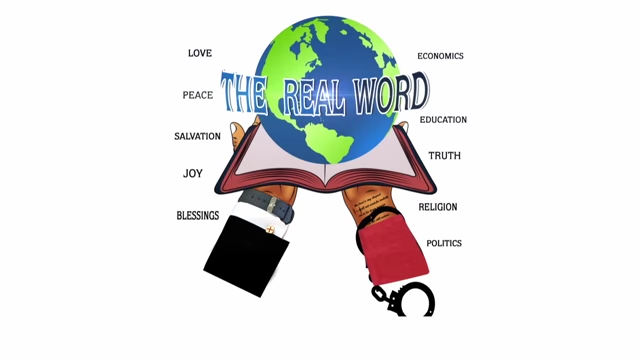 LOVE
PEACE
SALVATION
JOY
BLESSINGS
THE REAL WORD
ECONOMICS
EDUCATION
TRUTH
RELIGION
POLITICS